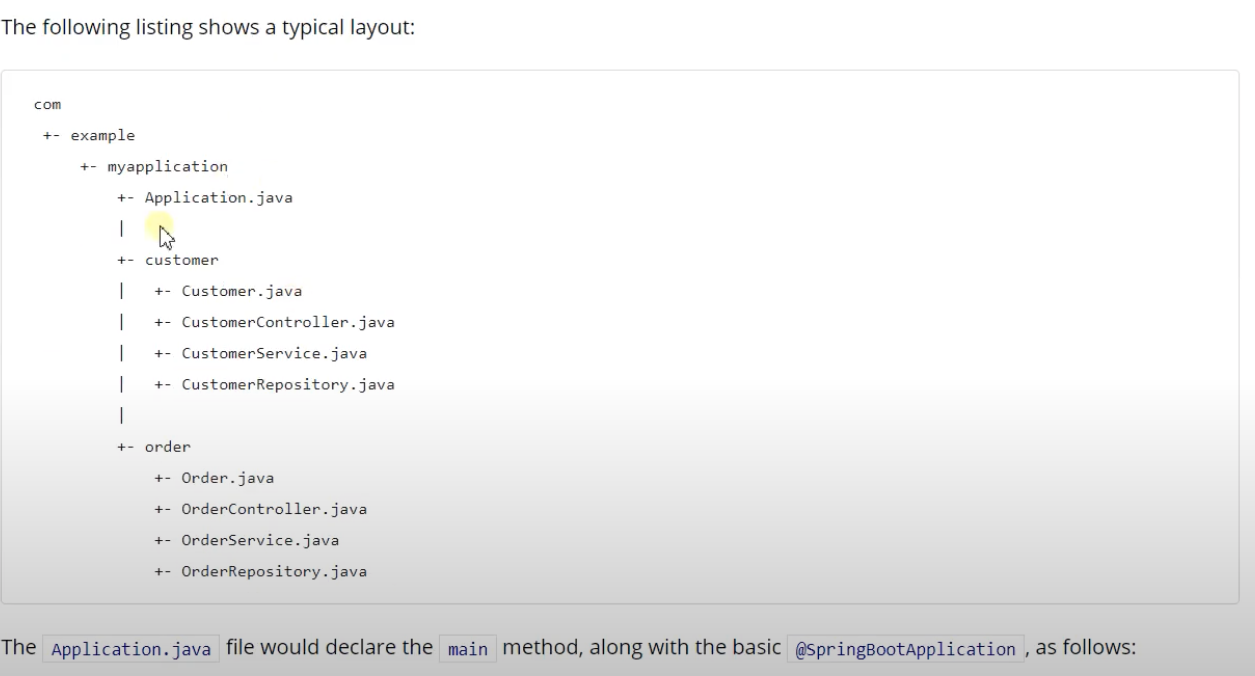 The following listing shows a typical layout:
com
 +- example
     +- myapplication
         +- Application.java
         |
         +- customer
         |   +- Customer.java
         |   +- CustomerController.java
         |   +- CustomerService.java
         |   +- CustomerRepository.java
         |
         +- order
             +- Order.java
             +- OrderController.java
             +- OrderService.java
             +- OrderRepository.java
The Application.java file would declare the main method, along with the basic @SpringBootApplication, as follows: